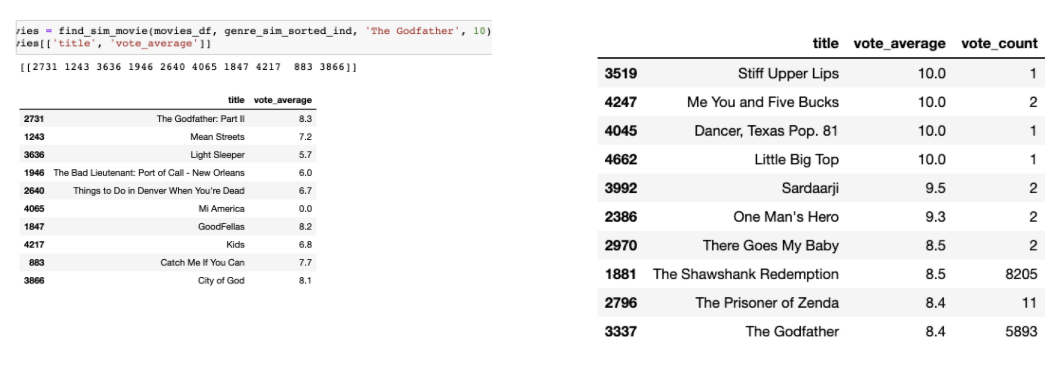 vies = find_sim_movie(movies_df, genre_sim_sorted_ind, 'The Godfather', 10)
vies[['title', 'vote_average']]
[[2731 1243 3636 1946 2640 4065 1847 4217  883 3866]]
title vote_average
2731 The Godfather: Part II 8.3
1243 Mean Streets 7.2
3636 Light Sleeper 5.7
1946 The Bad Lieutenant: Port of Call - New Orleans 6.0
2640 Things to Do in Denver When You're Dead 6.7
4065 Mi America 0.0
1847 GoodFellas 8.2
4217 Kids 6.8
883 Catch Me If You Can 7.7
3866 City of God 8.1
title vote_average vote_count
3519 Stiff Upper Lips 10.0 1
4247 Me You and Five Bucks 10.0 2
4045 Dancer, Texas Pop. 81 10.0 1
4662 Little Big Top 10.0 1
3992 Sardaarji 9.5 2
2386 One Man's Hero 9.3 2
2970 There Goes My Baby 8.5 2
1881 The Shawshank Redemption 8.5 8205
2796 The Prisoner of Zenda 8.4 11
3337 The Godfather 8.4 5893